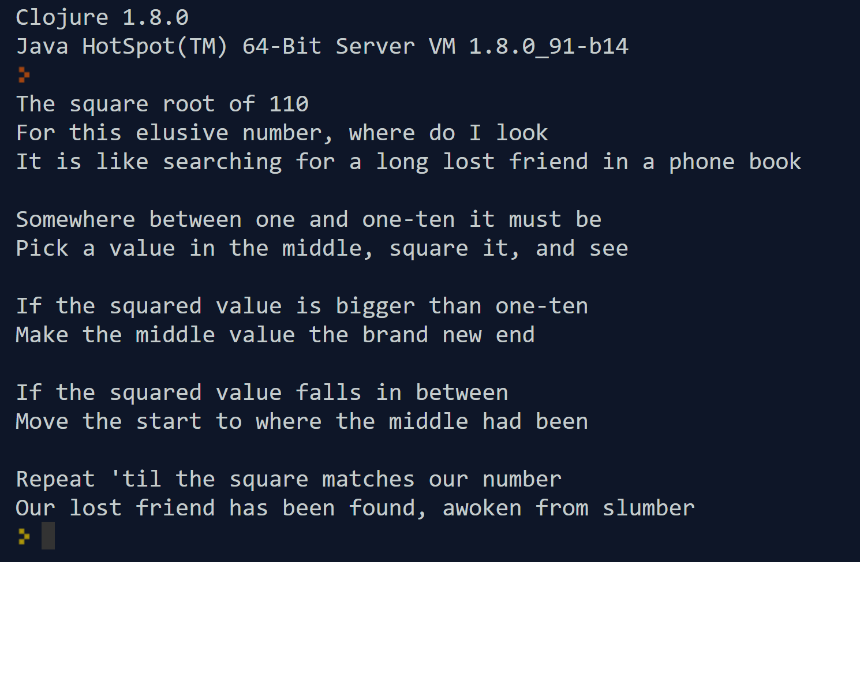 Clojure 1.8.0
Java HotSpot(TM) 64-Bit Server VM 1.8.0_91-b14
>
The square root of 110
For this elusive number, where do I look
It is like searching for a long lost friend in a phone book
Somewhere between one and one-ten it must be
Pick a value in the middle, square it, and see
If the squared value is bigger than one-ten
Make the middle value the brand new end
If the squared value falls in between
Move the start to where the middle had been
Repeat 'til the square matches our number
Our lost friend has been found, awoken from slumber
>